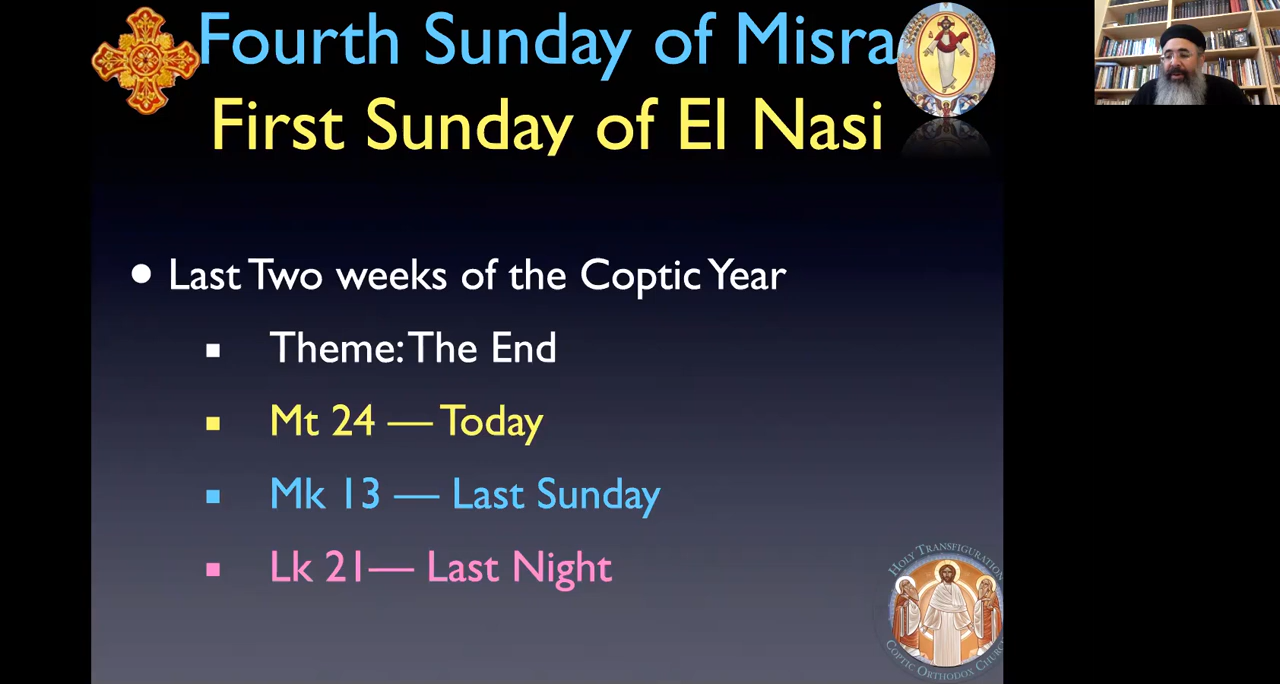 Fourth Sunday of Misra
First Sunday of El Nasi
● Last Two weeks of the Coptic Year
▪ Theme: The End
▪ Mt 24 — Today
▪ Mk 13 — Last Sunday
▪ Lk 21— Last Night
HOLY TRANSFIGURATION
COPTIC ORTHODOX CHURCH